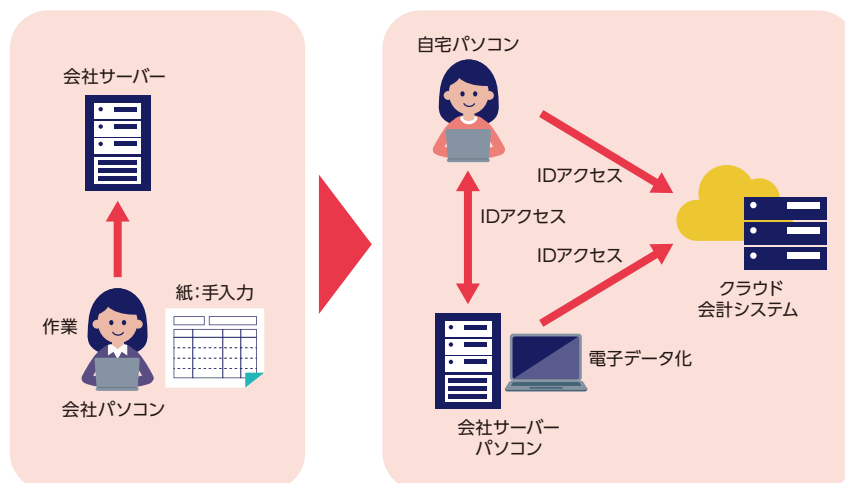 会社サーバー
紙：手入力
作業
会社パソコン
自宅パソコン
IDアクセス
IDアクセス
IDアクセス
クラウド
会計システム
電子データ化
会社サーバー
パソコン